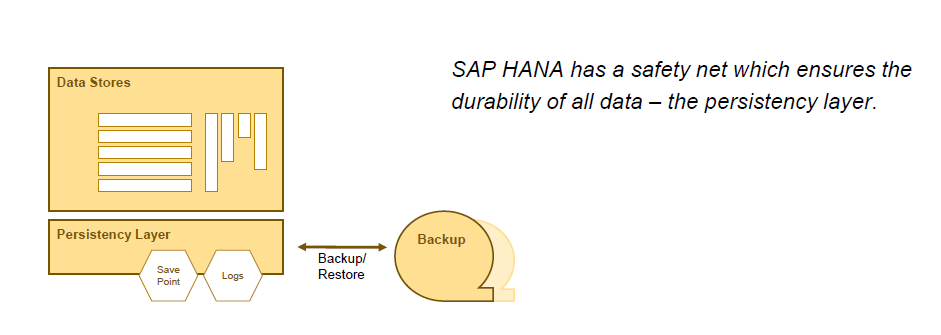 SAP HANA has a safety net which ensures the
durability of all data – the persistency layer.
Data Stores
Persistency Layer
Save
Point
Logs
Backup/
Restore
Backup